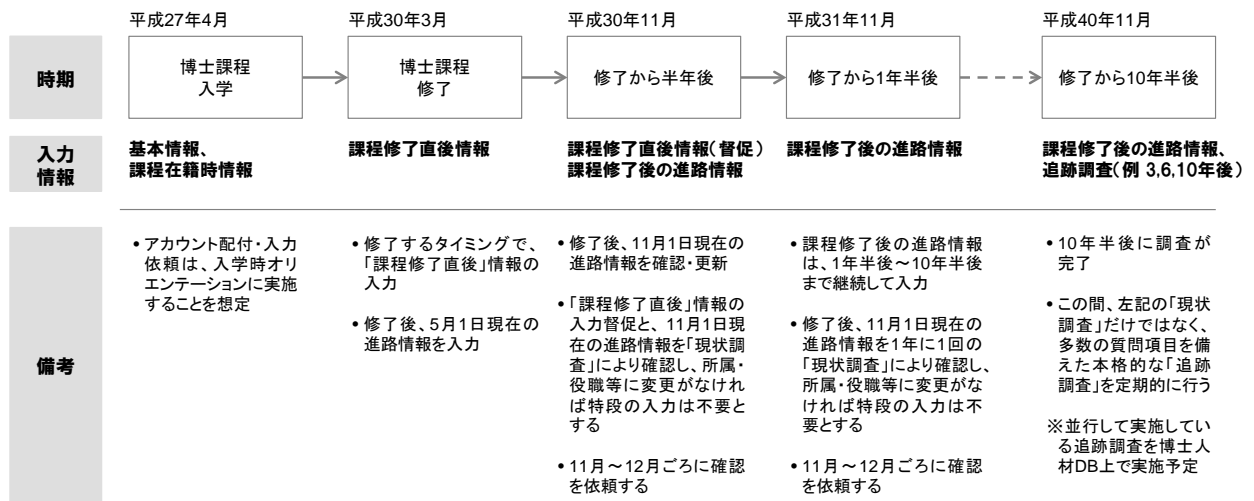 平成27年4月
平成30年3月
平成30年11月
平成31年11月
平成40年11月
時期
博士課程
入学
博士課程
修了
修了から半年後
修了から1年半後
修了から10年半後
入力
情報
基本情報、
課程在籍時情報
課程修了直後情報
課程修了直後情報(督促)
課程修了後の進路情報
課程修了後の進路情報
課程修了後の進路情報、
追跡調査(例 3,6,10年後)
備考
• アカウント配付・入力
依頼は、入学時オリ
エンテーションに実施
することを想定
• 修了するタイミングで、
「課程修了直後」情報の
入力
• 修了後、5月1日現在の
進路情報を入力
• 修了後、11月1日現在の
進路情報を確認・更新
• 「課程修了直後」情報の
入力督促と、11月1日現
在の進路情報を「現状調
査」により確認し、所属・
役職等に変更がなけれ
ば特段の入力は不要と
する
• 11月～12月ごろに確認
を依頼する
• 課程修了後の進路情報
は、1年半後～10年半後
まで継続して入力
• 修了後、11月1日現在の
進路情報を1年に1回の
「現状調査」により確認し、
所属・役職等に変更がな
ければ特段の入力は不
要とする
• 11月～12月ごろに確認
を依頼する
• 10年半後に調査が
完了
• この間、左記の「現状
調査」だけではなく、
多数の質問項目を備
えた本格的な「追跡
調査」を定期的に行う
※並行して実施してい
る追跡調査を博士人
材DB上で実施予定